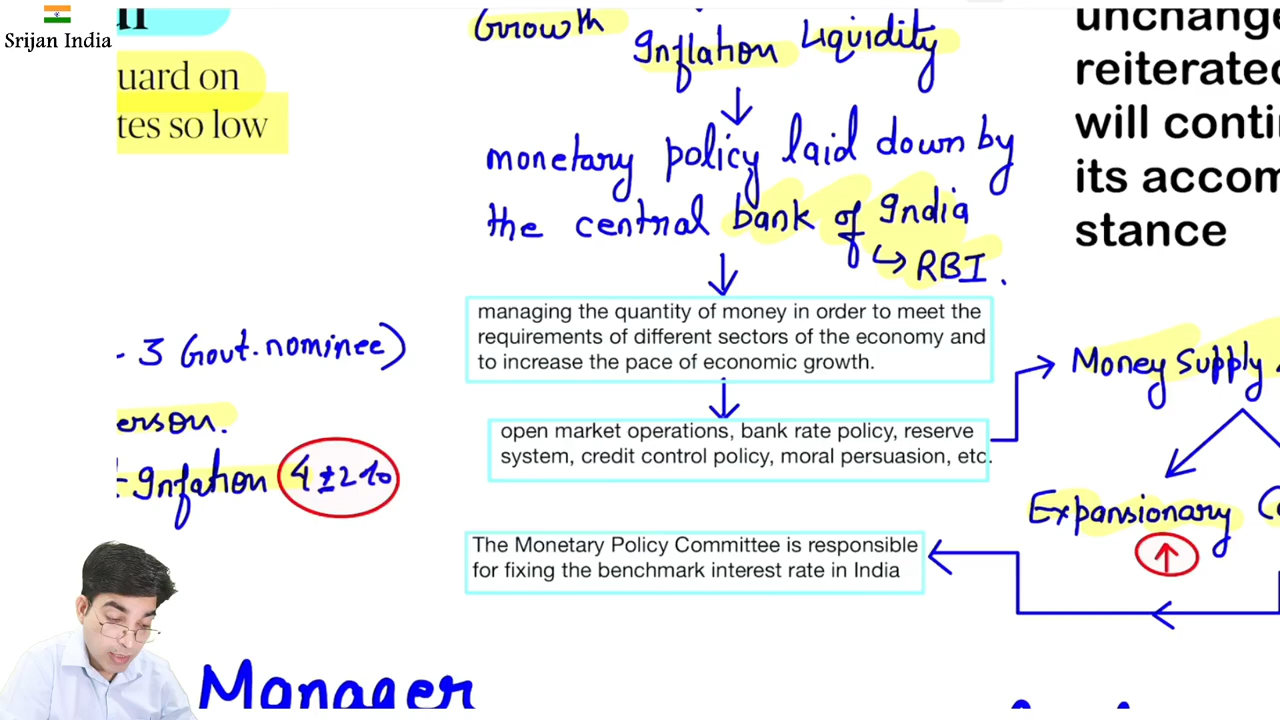 Srijan India
uard on
tes so low
Growth Inflation Liquidity
monetary policy laid down by
the central bank of India
↳ RBI.
managing the quantity of money in order to meet the
requirements of different sectors of the economy and
to increase the pace of economic growth.
open market operations, bank rate policy, reserve
system, credit control policy, moral persuasion, etc.
The Monetary Policy Committee is responsible
for fixing the benchmark interest rate in India
- 3 Govt. nominee)
erson.
Infation 4 ± 2 %
Manager
unchange
reiterated
will conti
its accom
stance
Money Supply
Expansionary